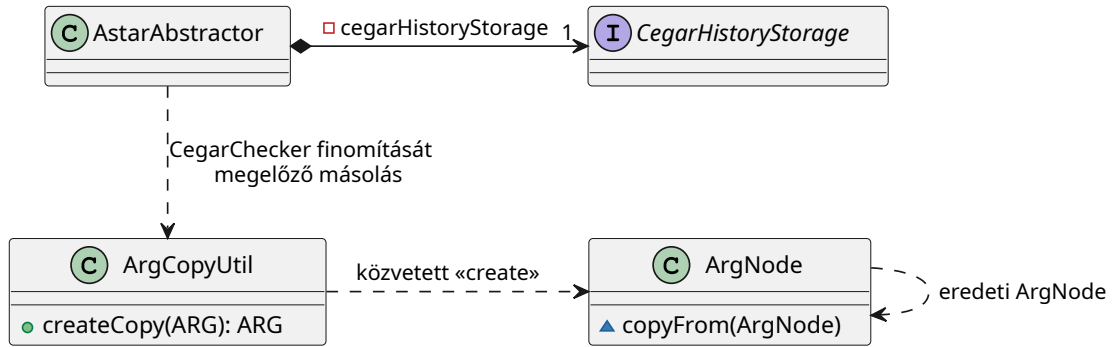 C AstarAbstractor
cegarHistoryStorage
1
I CegarHistoryStorage
CegarChecker finomítását
megelőző másolás
C ArgCopyUtil
createCopy(ARG): ARG
közvetett «create»
C ArgNode
copyFrom(ArgNode)
eredeti ArgNode